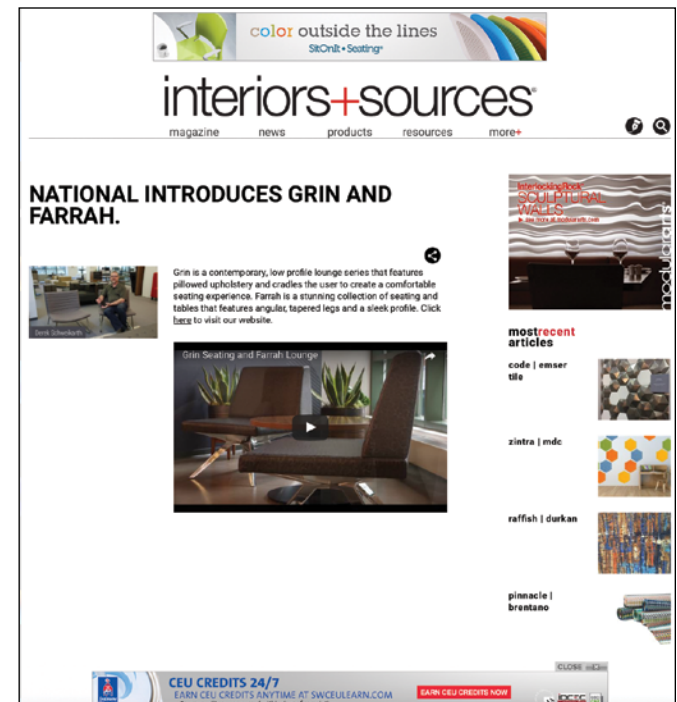 color outside the lines
SitOnIt • Seating®
interiors+sources®
magazine news products resources more+
NATIONAL INTRODUCES GRIN AND
FARRAH.
Derek Schweikarth
Grin is a contemporary, low profile lounge series that features
pillowed upholstery and cradles the user to create a comfortable
seating experience. Farrah is a stunning collection of seating and
tables that features angular, tapered legs and a sleek profile. Click
here to visit our website.
Grin Seating and Farrah Lounge
InterlockingRock®
SCULPTURAL
WALLS
modulararts®
mostrecent
articles
code | emser
tile
zintra | mdc
raffish | durkan
pinnacle |
brentano
CLOSE
CEU CREDITS 24/7
EARN CEU CREDITS ANYTIME AT SWCEULEARN.COM
EARN CEU CREDITS NOW